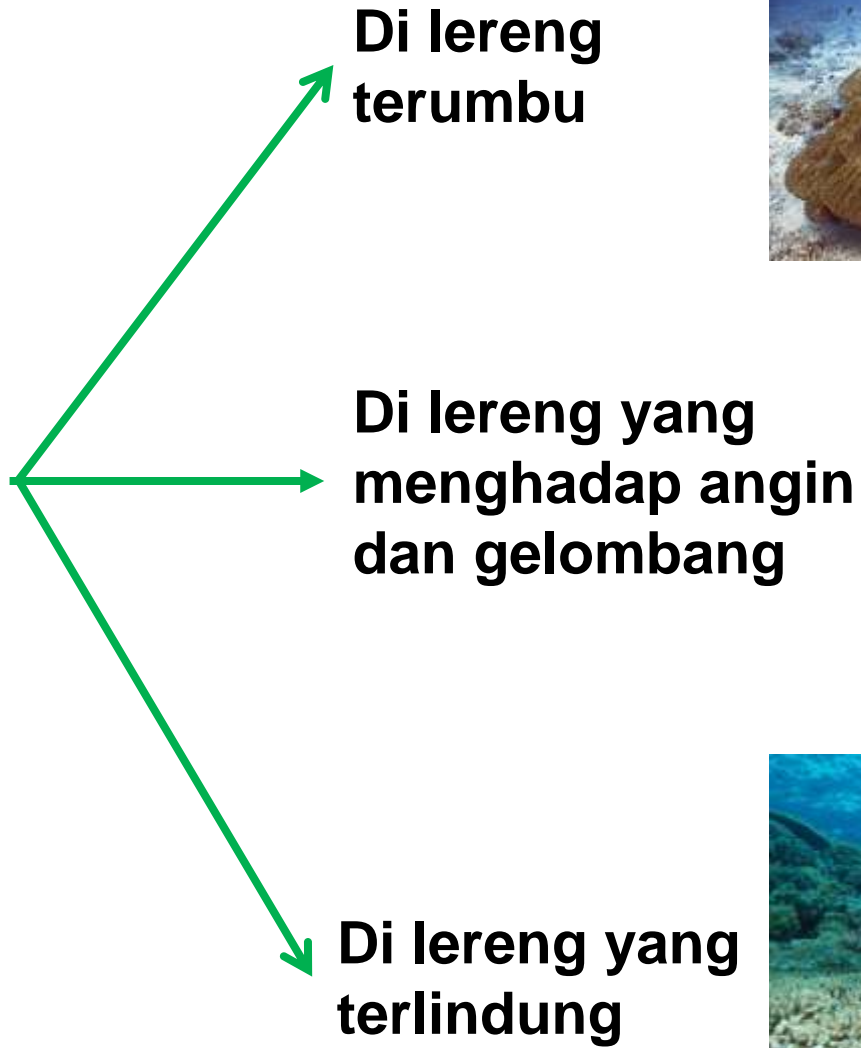 Di lereng
terumbu
Di lereng yang
menghadap angin
dan gelombang
Di lereng yang
terlindung